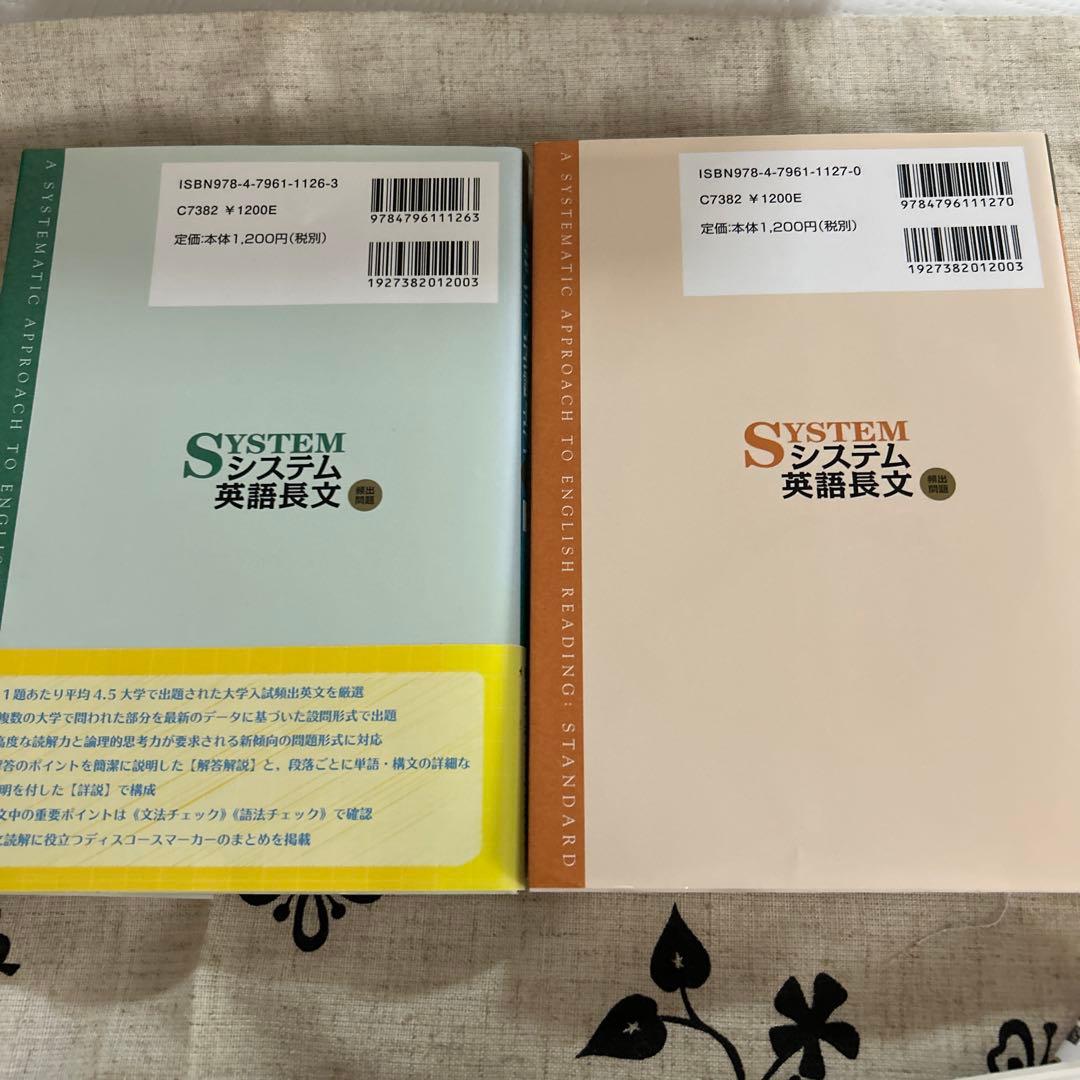 A SYSTEMATIC APPROACH TO
ISBN978-4-7961-1126-3
C7382 ¥1200E
定価:本体1,200円(税別)
9784796111263
1927382012003
SYSTEM
システム
英語長文
頻出
問題
1題あたり平均4.5大学で出題された大学入試頻出英文を厳選
複数の大学で問われた部分を最新のデータに基づいた設問形式で出題
高度な読解力と論理的思考力が要求される新傾向の問題形式に対応
解答のポイントを簡潔に説明した【解答解説】と、段落ごとに単語・構文の詳細な
明を付した【詳説】で構成
文中の重要ポイントは《文法チェック》《語法チェック》で確認
読解に役立つディスコースマーカーのまとめを掲載
A SYSTEMATIC APPROACH TO ENGLISH READING: STANDARD
ISBN978-4-7961-1127-0
C7382 ¥1200E
定価:本体1,200円(税別)
9784796111270
1927382012003
SYSTEM
システム
英語長文
頻出
問題